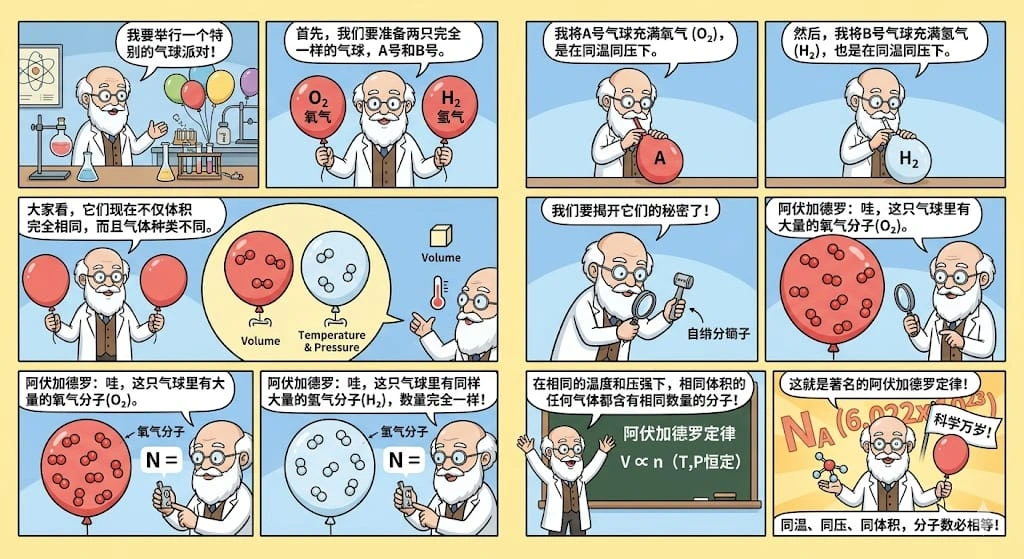 我要举行一个特
别的气球派对！
首先，我们要准备两只完全
一样的气球，A号和B号。
O₂
氧气
H₂
氢气
我将A号气球充满氧气 (O₂)，
是在同温同压下。
A
然后，我将B号气球充满氢气
(H₂)，也是在同温同压下。
H₂
大家看，它们现在不仅体积
完全相同，而且气体种类不同。
Volume
Temperature
& Pressure
Volume
我们要揭开它们的秘密了！
阿伏加德罗：哇，这只气球里有
大量的氧气分子(O₂)。
阿伏加德罗：哇，这只气球里有大
量的氧气分子(O₂)。
氧气分子
N =
阿伏加德罗：哇，这只气球里有同样
大量的氢气分子(H₂)，数量完全一样！
氢气分子
N =
在相同的温度和压强下，相同体积的
任何气体都含有相同数量的分子！
阿伏加德罗定律
V ∝ n（T,P恒定）
这就是著名的阿伏加德罗定律！
N_A (6.022x 10²³)
科学万岁！
同温、同压、同体积，分子数必相等！